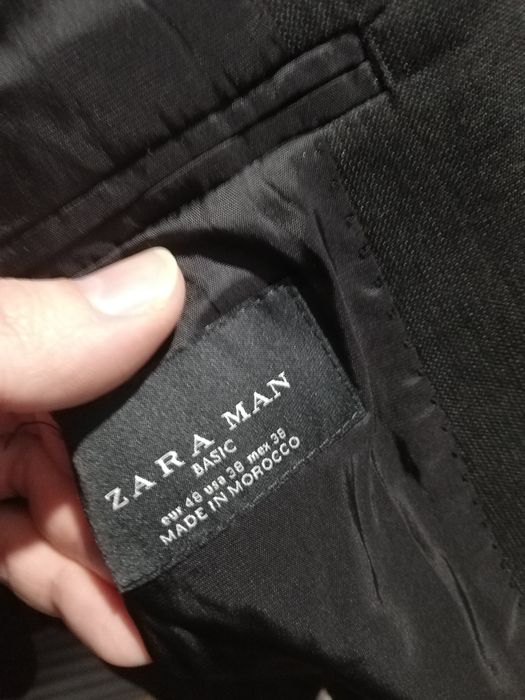 ZARA MAN
BASIC
eur 48 usa 38 mex 38
MADE IN MOROCCO